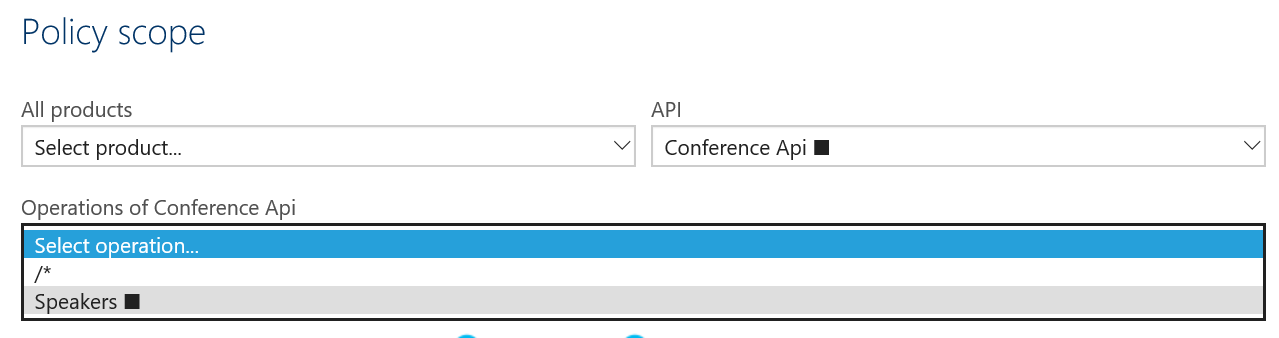 Policy scope
All products
API
Select product...
Conference Api ■
Operations of Conference Api
Select operation...
/*
Speakers ■